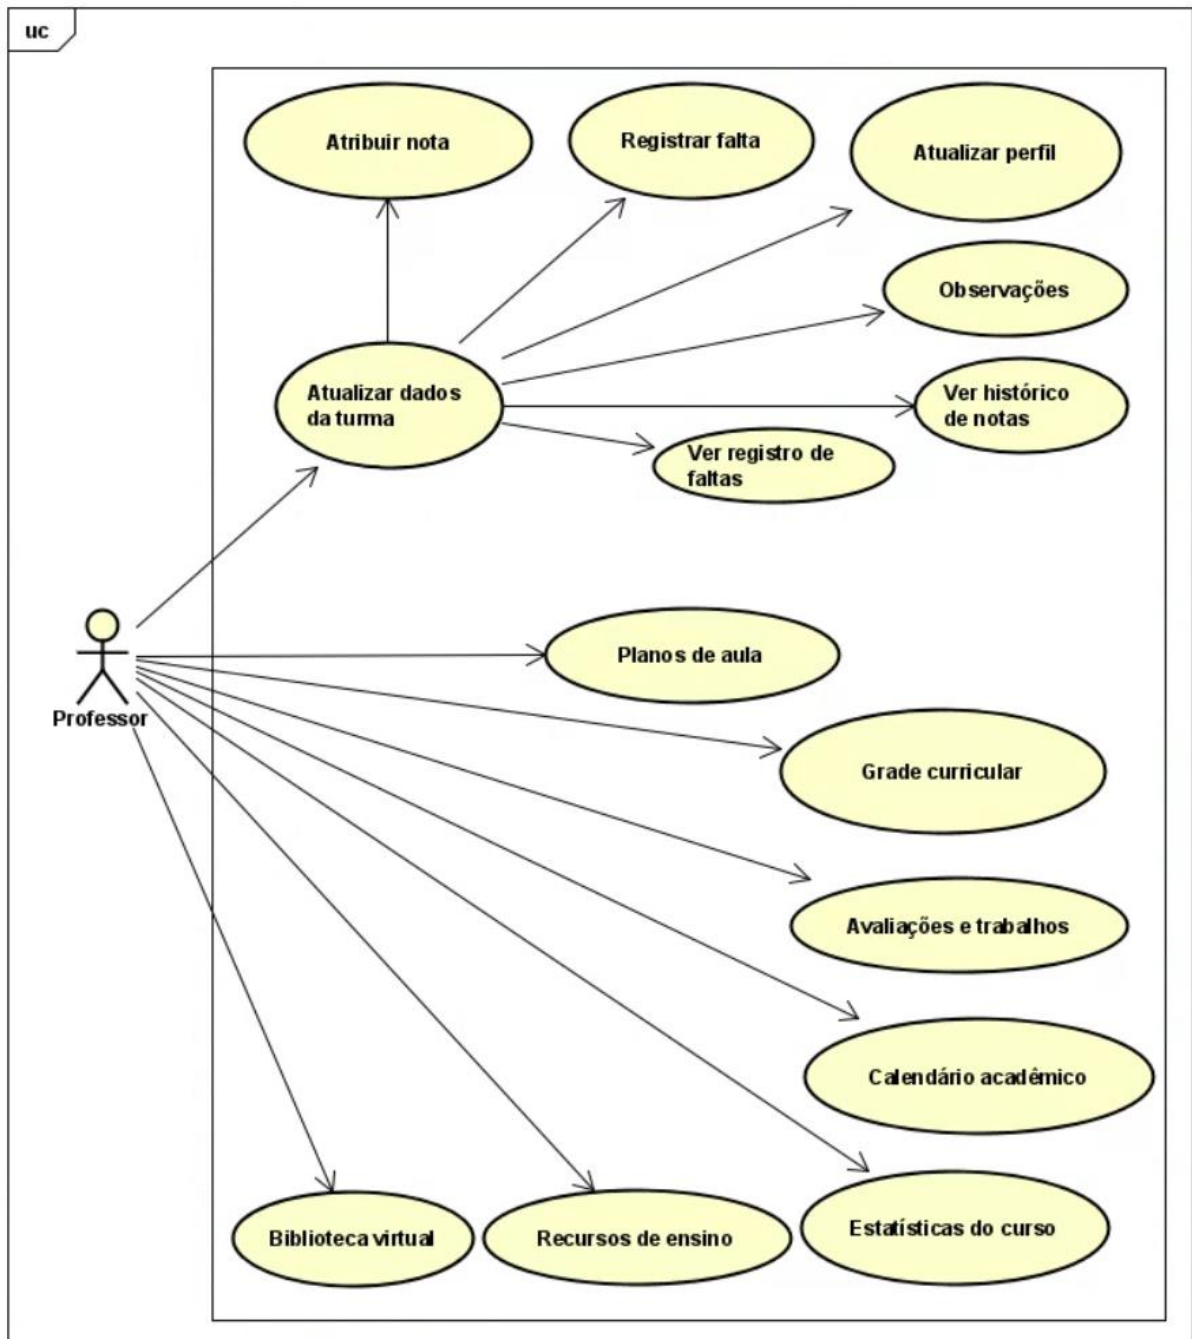 uc
Atribuir nota
Registrar falta
Atualizar perfil
Observações
Atualizar dados
da turma
Ver histórico
de notas
Ver registro de
faltas
Professor
Planos de aula
Grade curricular
Avaliações e trabalhos
Calendário acadêmico
Biblioteca virtual
Recursos de ensino
Estatísticas do curso